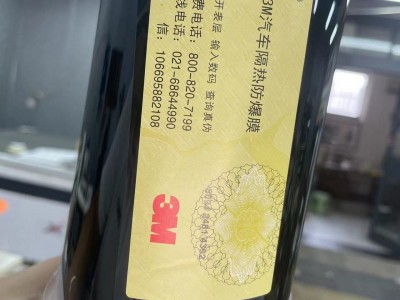 3M汽车隔热防爆膜
开表层 输入数码 查询真伪
费电话：800-820-7199
线电话：021-68644990
信：106695882108
3M